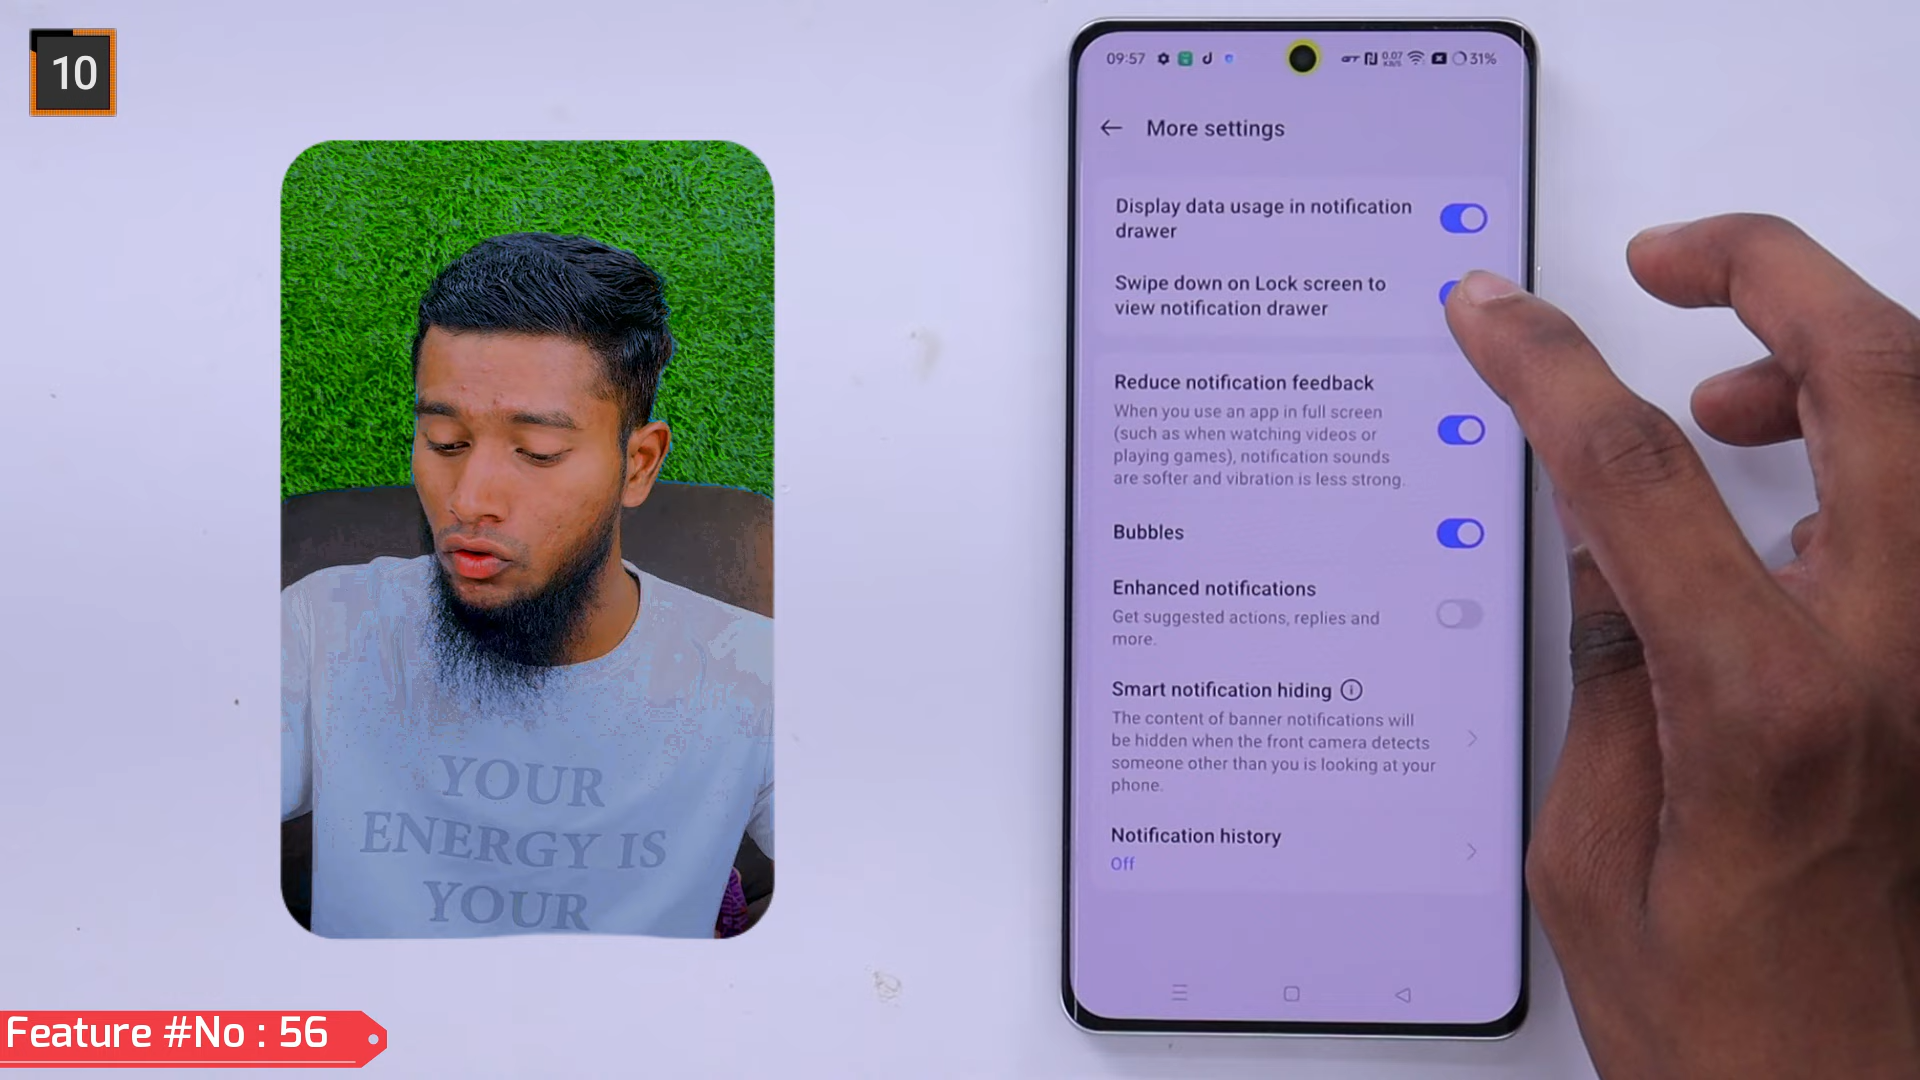 10
09:57
0.07
KB/S
31%
More settings
Display data usage in notification
drawer
Swipe down on Lock screen to
view notification drawer
Reduce notification feedback
When you use an app in full screen
(such as when watching videos or
playing games), notification sounds
are softer and vibration is less strong.
Bubbles
Enhanced notifications
Get suggested actions, replies and
more.
Smart notification hiding
The content of banner notifications will
be hidden when the front camera detects
someone other than you is looking at your
phone.
Notification history
Off
YOUR
ENERGY IS
YOUR
Feature #No : 56